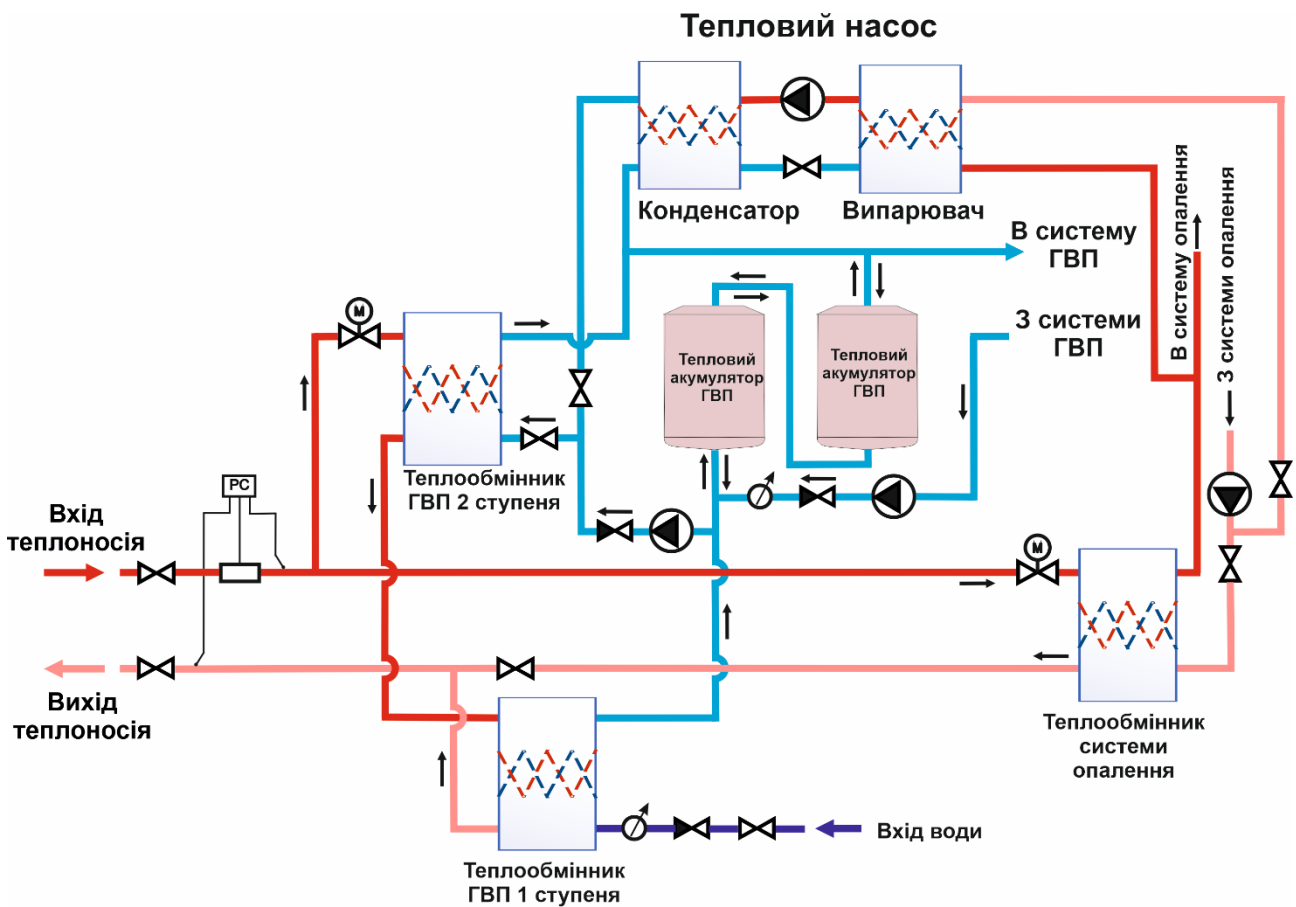 Тепловий насос
Конденсатор
Випарювач
В систему
ГВП
В систему опалення
З системи опалення
З системи
ГВП
М
Тепловий
акумулятор
ГВП
Тепловий
акумулятор
ГВП
Теплообмінник
ГВП 2 ступеня
РС
Вхід
теплоносія
М
Вихід
теплоносія
Теплообмінник
системи
опалення
Вхід води
Теплообмінник
ГВП 1 ступеня